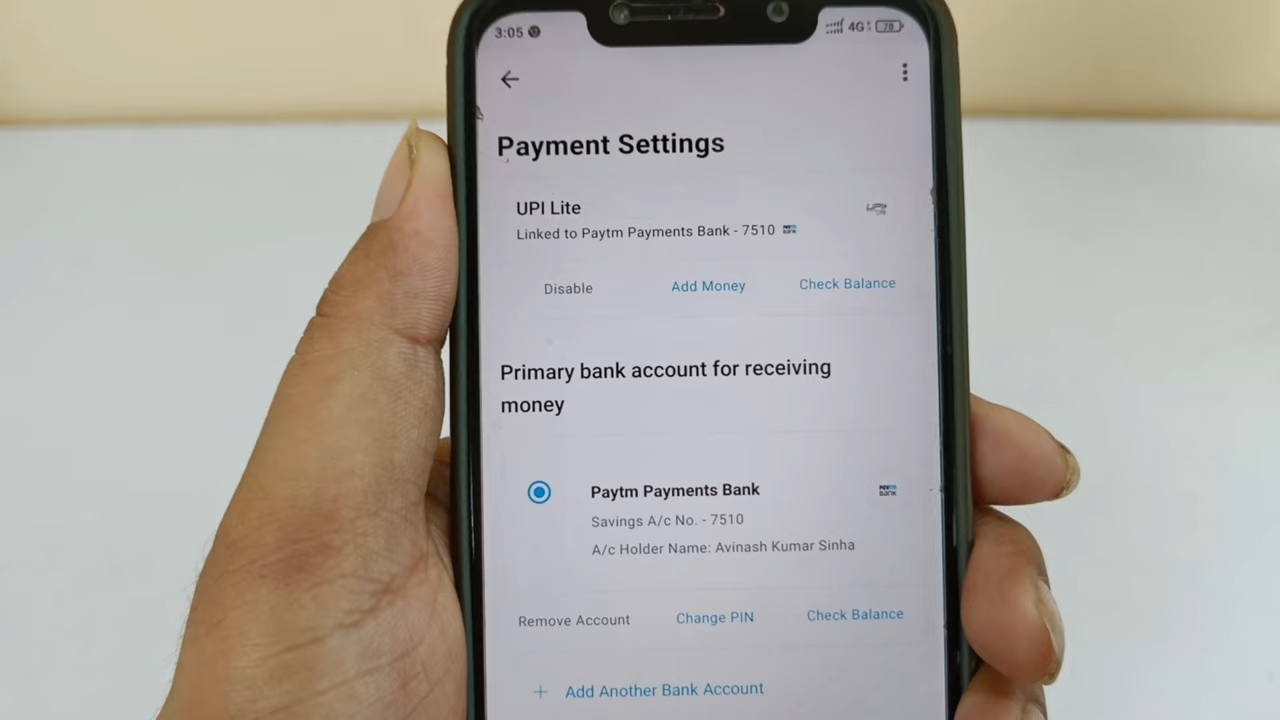 3:05 4G 78
Payment Settings
UPI Lite
Linked to Paytm Payments Bank - 7510
Disable Add Money Check Balance
Primary bank account for receiving
money
Paytm Payments Bank
Savings A/c No. - 7510
A/c Holder Name: Avinash Kumar Sinha
Remove Account Change PIN Check Balance
+ Add Another Bank Account